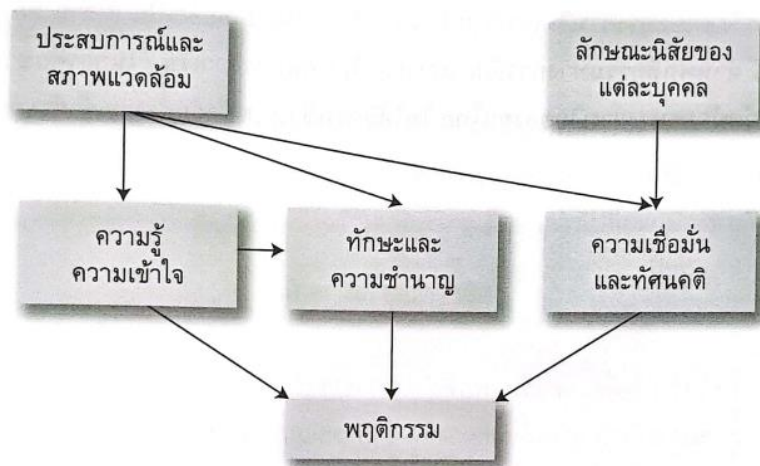 ประสบการณ์และ
สภาพแวดล้อม
ลักษณะนิสัยของ
แต่ละบุคคล
ความรู้
ความเข้าใจ
ทักษะและ
ความชำนาญ
ความเชื่อมั่น
และทัศนคติ
พฤติกรรม